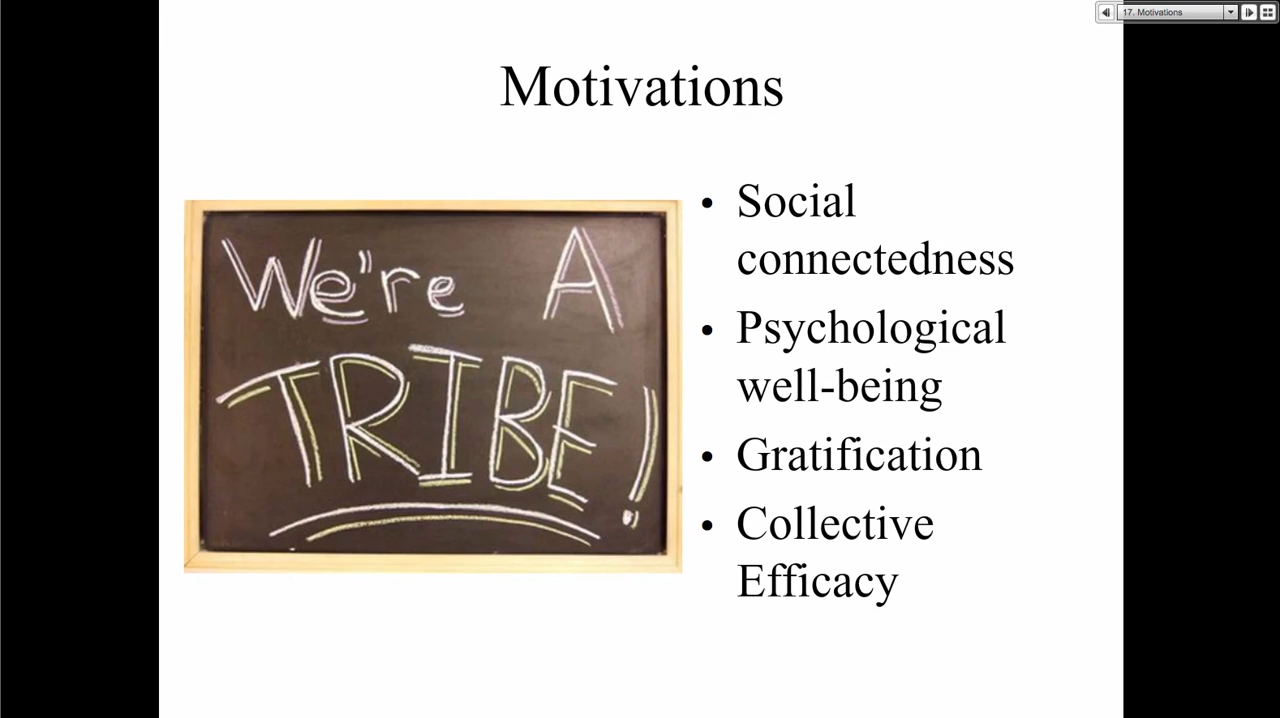 17. Motivations
Motivations
We're A
TRIBE!
• Social
connectedness
• Psychological
well-being
• Gratification
• Collective
Efficacy